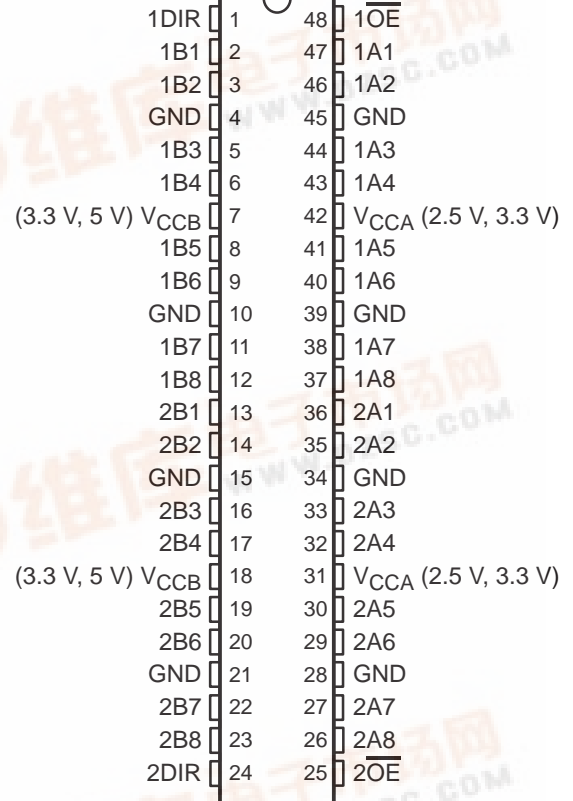 1DIR 1 48 1OE
1B1 2 47 1A1
1B2 3 46 1A2
GND 4 45 GND
1B3 5 44 1A3
1B4 6 43 1A4
(3.3 V, 5 V) VCCB 7 42 VCCA (2.5 V, 3.3 V)
1B5 8 41 1A5
1B6 9 40 1A6
GND 10 39 GND
1B7 11 38 1A7
1B8 12 37 1A8
2B1 13 36 2A1
2B2 14 35 2A2
GND 15 34 GND
2B3 16 33 2A3
2B4 17 32 2A4
(3.3 V, 5 V) VCCB 18 31 VCCA (2.5 V, 3.3 V)
2B5 19 30 2A5
2B6 20 29 2A6
GND 21 28 GND
2B7 22 27 2A7
2B8 23 26 2A8
2DIR 24 25 2OE